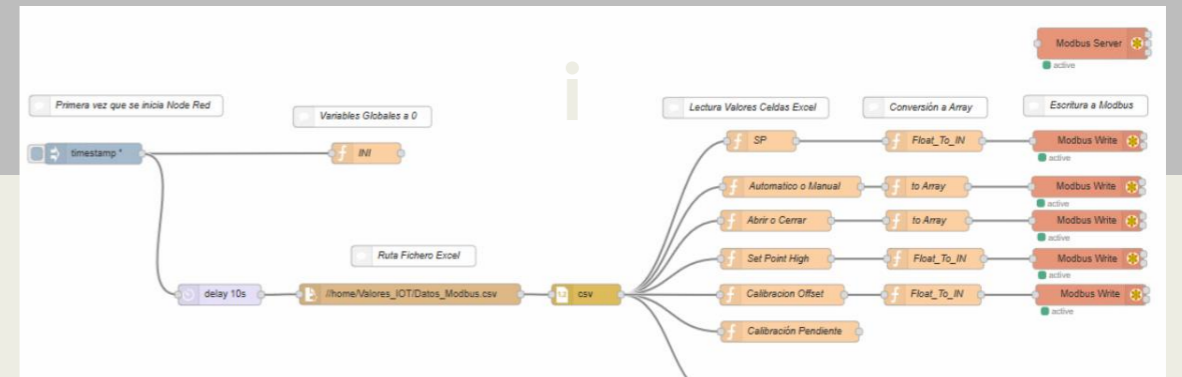 Modbus Server
active
Primera vez que se inicia Node Red
Variables Globales a 0
Lectura Valores Celdas Excel
Conversión a Array
Escritura a Modbus
timestamp *
INI
SP
Float_To_IN
Modbus Write
active
Automatico o Manual
to Array
Modbus Write
active
Abrir o Cerrar
to Array
Modbus Write
active
Ruta Fichero Excel
Set Point High
Float_To_IN
Modbus Write
active
delay 10s
//home/Valores_IOT/Datos_Modbus.csv
csv
Calibracion Offset
Float_To_IN
Modbus Write
active
Calibración Pendiente